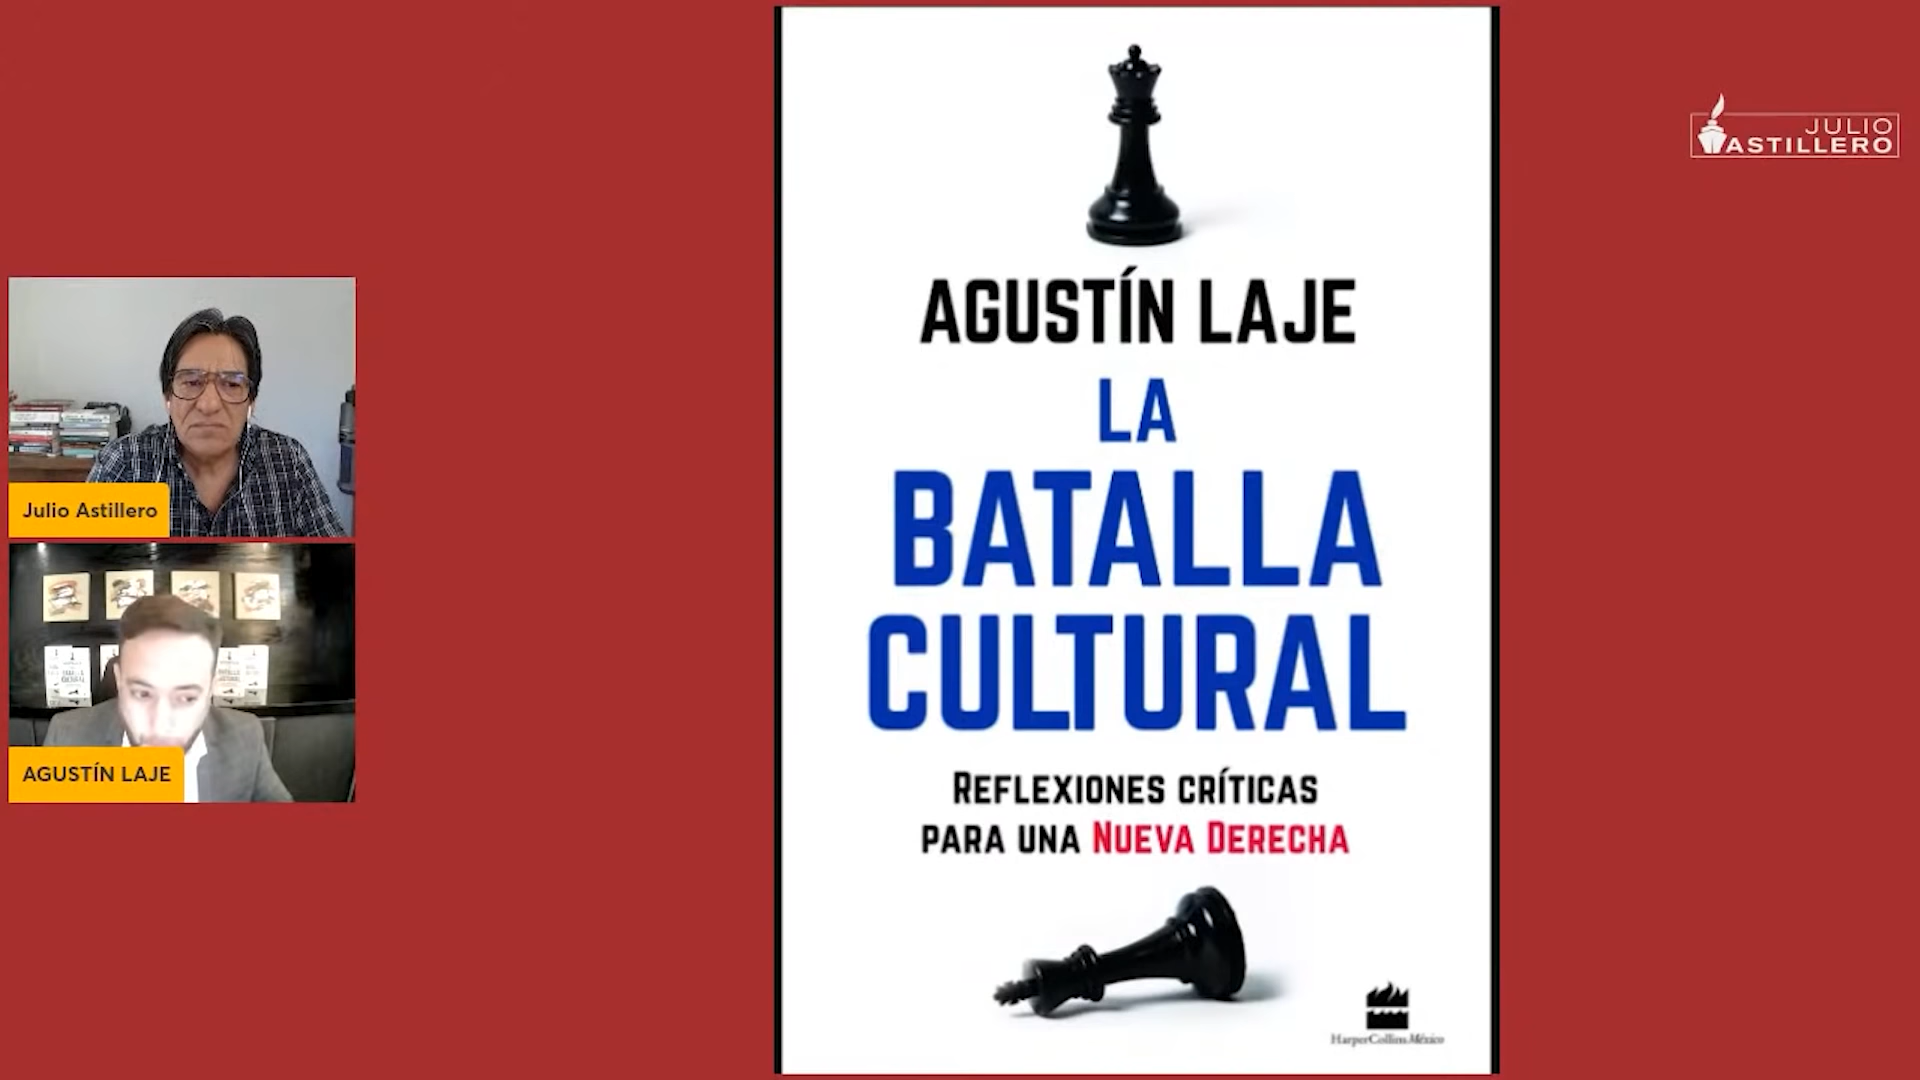 JULIO
ASTILLERO
Julio Astillero
AGUSTÍN LAJE
AGUSTÍN LAJE
LA
BATALLA
CULTURAL
REFLEXIONES CRÍTICAS
PARA UNA NUEVA DERECHA
HarperCollins México